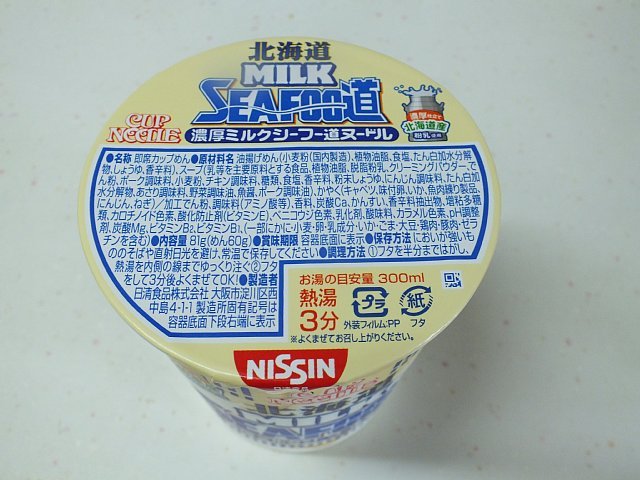 北海道
MILK
SEAFOO道
濃厚ミルクシーフー道ヌードル
CUP NOODLE
濃厚仕立て
北海道産
粉乳使用
●名称 即席カップめん●原材料名 油揚げめん(小麦粉(国内製造)、植物油脂、食塩、たん白加水分解
物、しょうゆ、香辛料)、スープ(乳等を主要原料とする食品、植物油脂、脱脂粉乳、クリーミングパウダー、で
ん粉、ポーク調味油、小麦粉、チキン調味料、糖類、食塩、香辛料、粉末しょうゆ、にんじん調味料、たん白加
水分解物、あさり調味油、野菜調味油、魚醤、ポーク調味油)、かやく(キャベツ、味付卵、いか、魚肉練り製品、
にんじん、ねぎ)/加工でん粉、調味料(アミノ酸等)、香料、炭酸Ca、かんすい、香辛料抽出物、増粘多糖
類、カロチノイド色素、酸化防止剤(ビタミンE)、ベニコウジ色素、乳化剤、酸味料、カラメル色素、pH調整
剤、炭酸Mg、ビタミンB2、ビタミンB1、(一部にかに・小麦・卵・乳成分・いか・ごま・大豆・鶏肉・豚肉・ゼラ
チンを含む)●内容量 81g(めん60g)●賞味期限 容器底面に表示●保存方法 においが強いも
ののそばや直射日光を避け、常温で保存してください●調理方法 ①フタを半分まではがし、
熱湯を内側の線までゆっくり注ぐ②フタ
をして3分後よくまぜてOK!●製造者
日清食品株式会社 大阪市淀川区西
中島4-1-1 製造所固有記号は
容器底面下段右端に表示
お湯の目安量 300ml
熱湯
3分
プラ
紙
外装フィルム:PP フタ
※よくまぜてお召し上がりください。
NISSIN
北海道